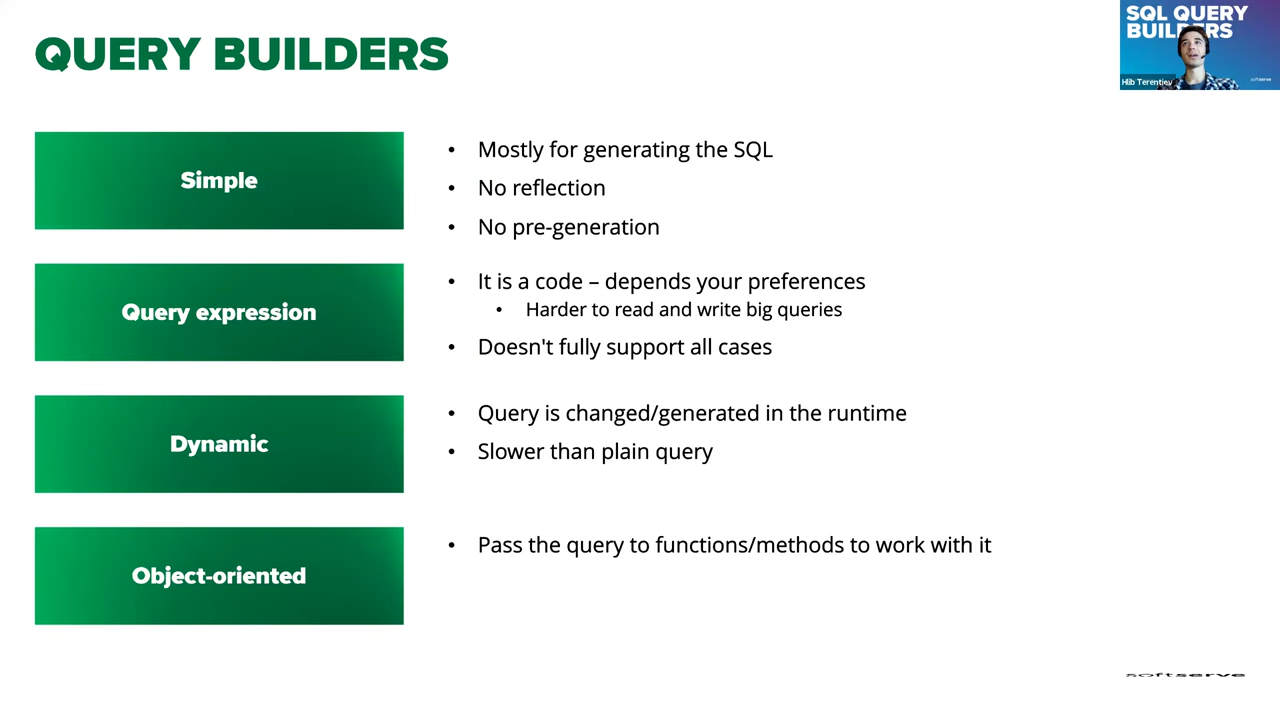 QUERY BUILDERS
SQL QUERY
BUILDERS
Hlib Terentiev
softserve
Simple
• Mostly for generating the SQL
• No reflection
• No pre-generation
Query expression
• It is a code – depends your preferences
• Harder to read and write big queries
• Doesn't fully support all cases
Dynamic
• Query is changed/generated in the runtime
• Slower than plain query
Object-oriented
• Pass the query to functions/methods to work with it
softserve